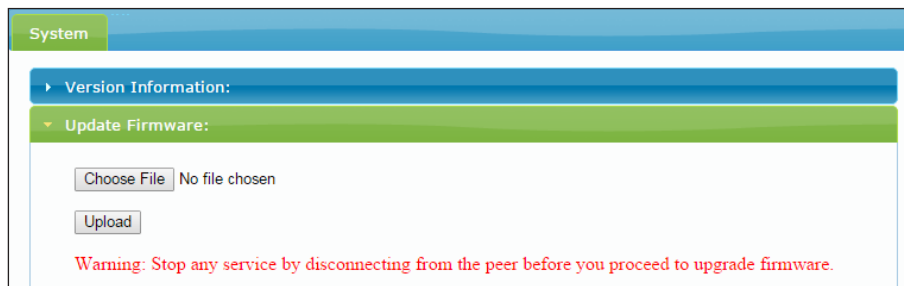 System
Version Information:
Update Firmware:
Choose File No file chosen
Upload
Warning: Stop any service by disconnecting from the peer before you proceed to upgrade firmware.